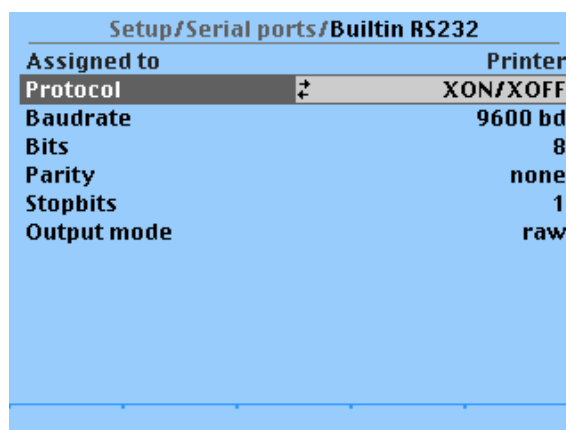 Setup/Serial ports/Builtin RS232
Assigned to Printer
Protocol XON/XOFF
Baudrate 9600 bd
Bits 8
Parity none
Stopbits 1
Output mode raw